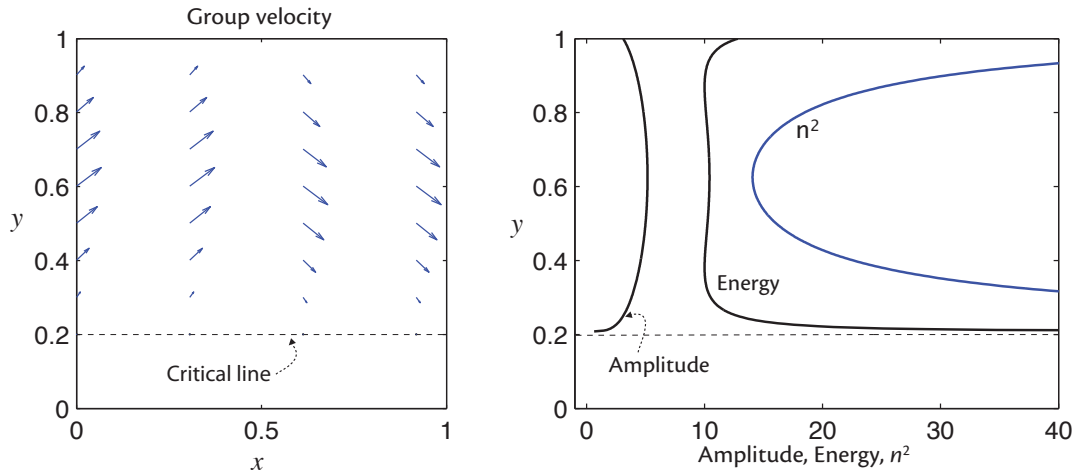 Group velocity
1
0.8
0.6
0.4
0.2
0
y
Critical line
0
0.5
1
x
1
0.8
0.6
0.4
0.2
0
y
n²
Energy
Amplitude
0
10
20
30
40
Amplitude, Energy, n²